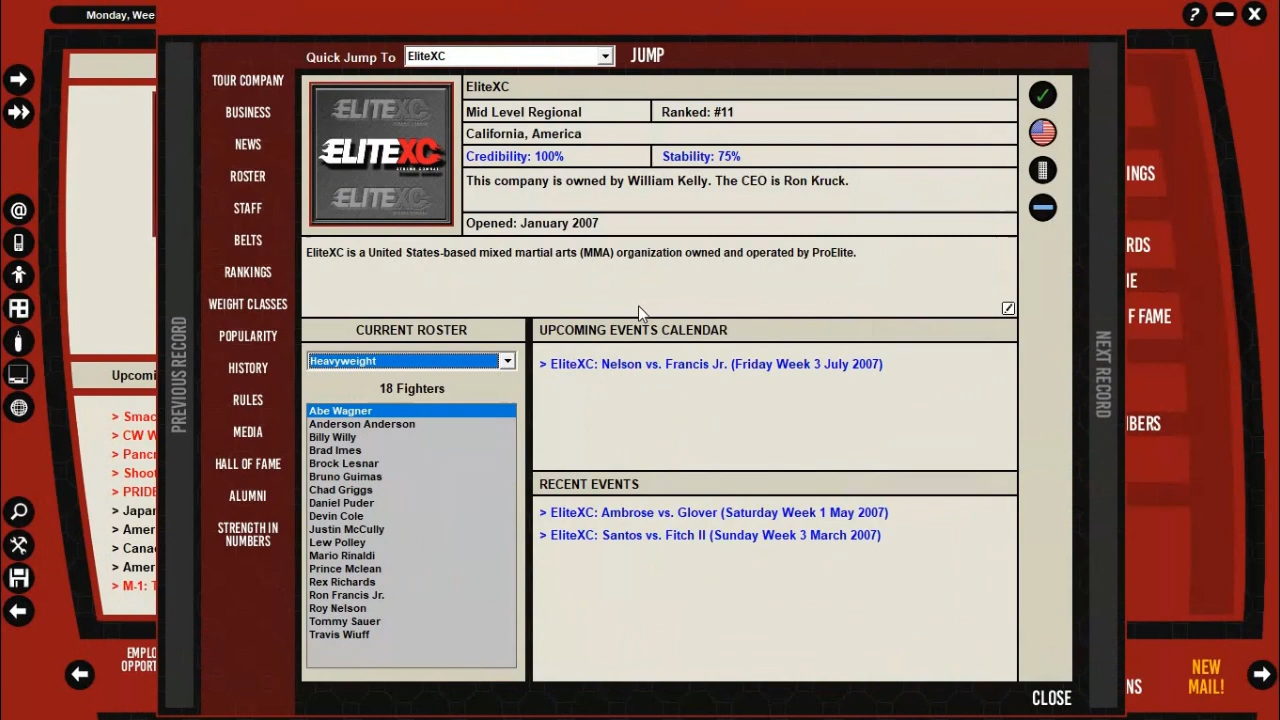 Monday, Wee
?
X
Quick Jump To EliteXC JUMP
TOUR COMPANY
BUSINESS
NEWS
ROSTER
STAFF
BELTS
RANKINGS
WEIGHT CLASSES
POPULARITY
HISTORY
RULES
MEDIA
HALL OF FAME
ALUMNI
STRENGTH IN
NUMBERS
PREVIOUS RECORD
ELITEXC
ELITEXC
ELITEXC
EliteXC
Mid Level Regional Ranked: #11
California, America
Credibility: 100% Stability: 75%
This company is owned by William Kelly. The CEO is Ron Kruck.
Opened: January 2007
EliteXC is a United States-based mixed martial arts (MMA) organization owned and operated by ProElite.
CURRENT ROSTER
Heavyweight
18 Fighters
Abe Wagner
Anderson Anderson
Billy Willy
Brad Imes
Brock Lesnar
Bruno Guimas
Chad Griggs
Daniel Puder
Devin Cole
Justin McCully
Lew Polley
Mario Rinaldi
Prince Mclean
Rex Richards
Ron Francis Jr.
Roy Nelson
Tommy Sauer
Travis Wiuff
UPCOMING EVENTS CALENDAR
> EliteXC: Nelson vs. Francis Jr. (Friday Week 3 July 2007)
RECENT EVENTS
> EliteXC: Ambrose vs. Glover (Saturday Week 1 May 2007)
> EliteXC: Santos vs. Fitch II (Sunday Week 3 March 2007)
CLOSE
NEXT RECORD
Upcomi
> Smac
> CW W
> Pancr
> Shoot
> PRIDE
> Japar
> Amer
> Cana
> Amer
> M-1: T
EMPLO
OPPORT
@
INGS
RDS
IE
F FAME
IBERS
NS
NEW
MAIL!